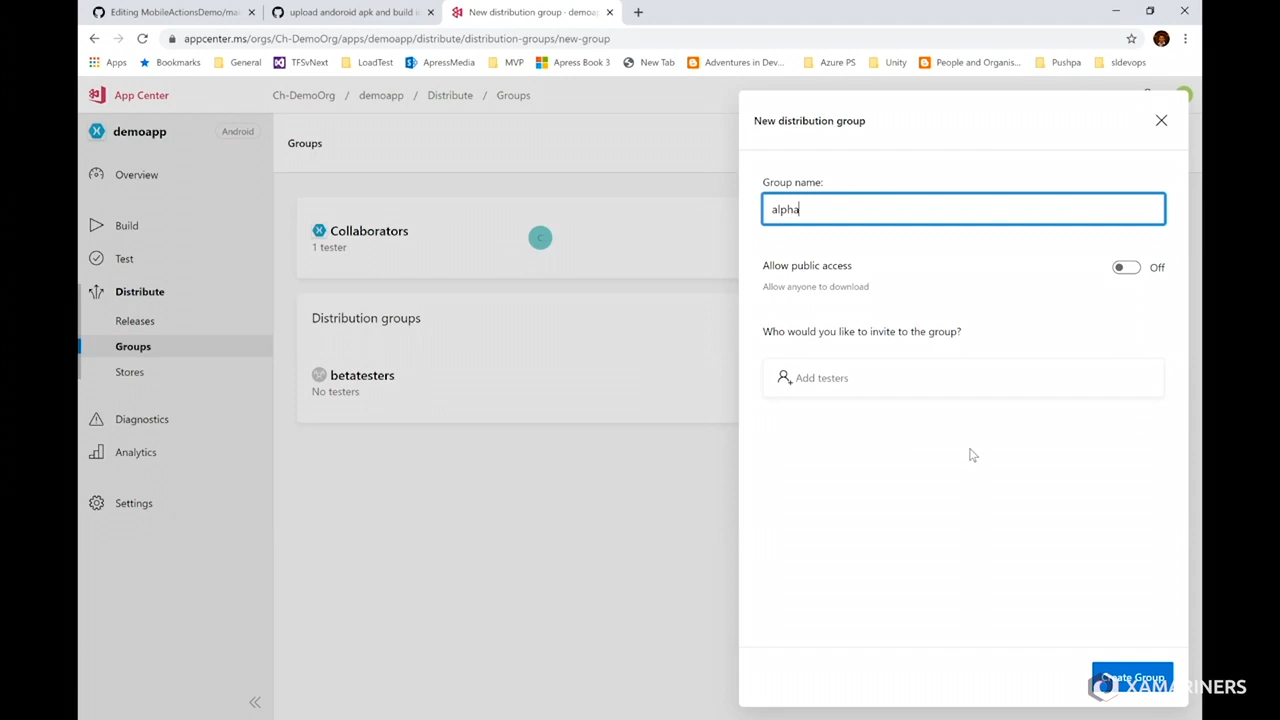 Editing MobileActionsDemo/ma
upload andoroid apk and build i
New distribution group - demoa
appcenter.ms/orgs/Ch-DemoOrg/apps/demoapp/distribute/distribution-groups/new-group
Apps
Bookmarks
General
TFSvNext
LoadTest
ApressMedia
MVP
Apress Book 3
New Tab
Adventures in Dev...
Azure PS
Unity
People and Organis...
Pushpa
sldevops
App Center
Ch-DemoOrg / demoapp / Distribute / Groups
demoapp
Android
Overview
Build
Test
Distribute
Releases
Groups
Stores
Diagnostics
Analytics
Settings
Groups
Collaborators
1 tester
C
Distribution groups
betatesters
No testers
New distribution group
Group name:
alpha
Allow public access
Off
Allow anyone to download
Who would you like to invite to the group?
Add testers
Create Group
XAMARINERS